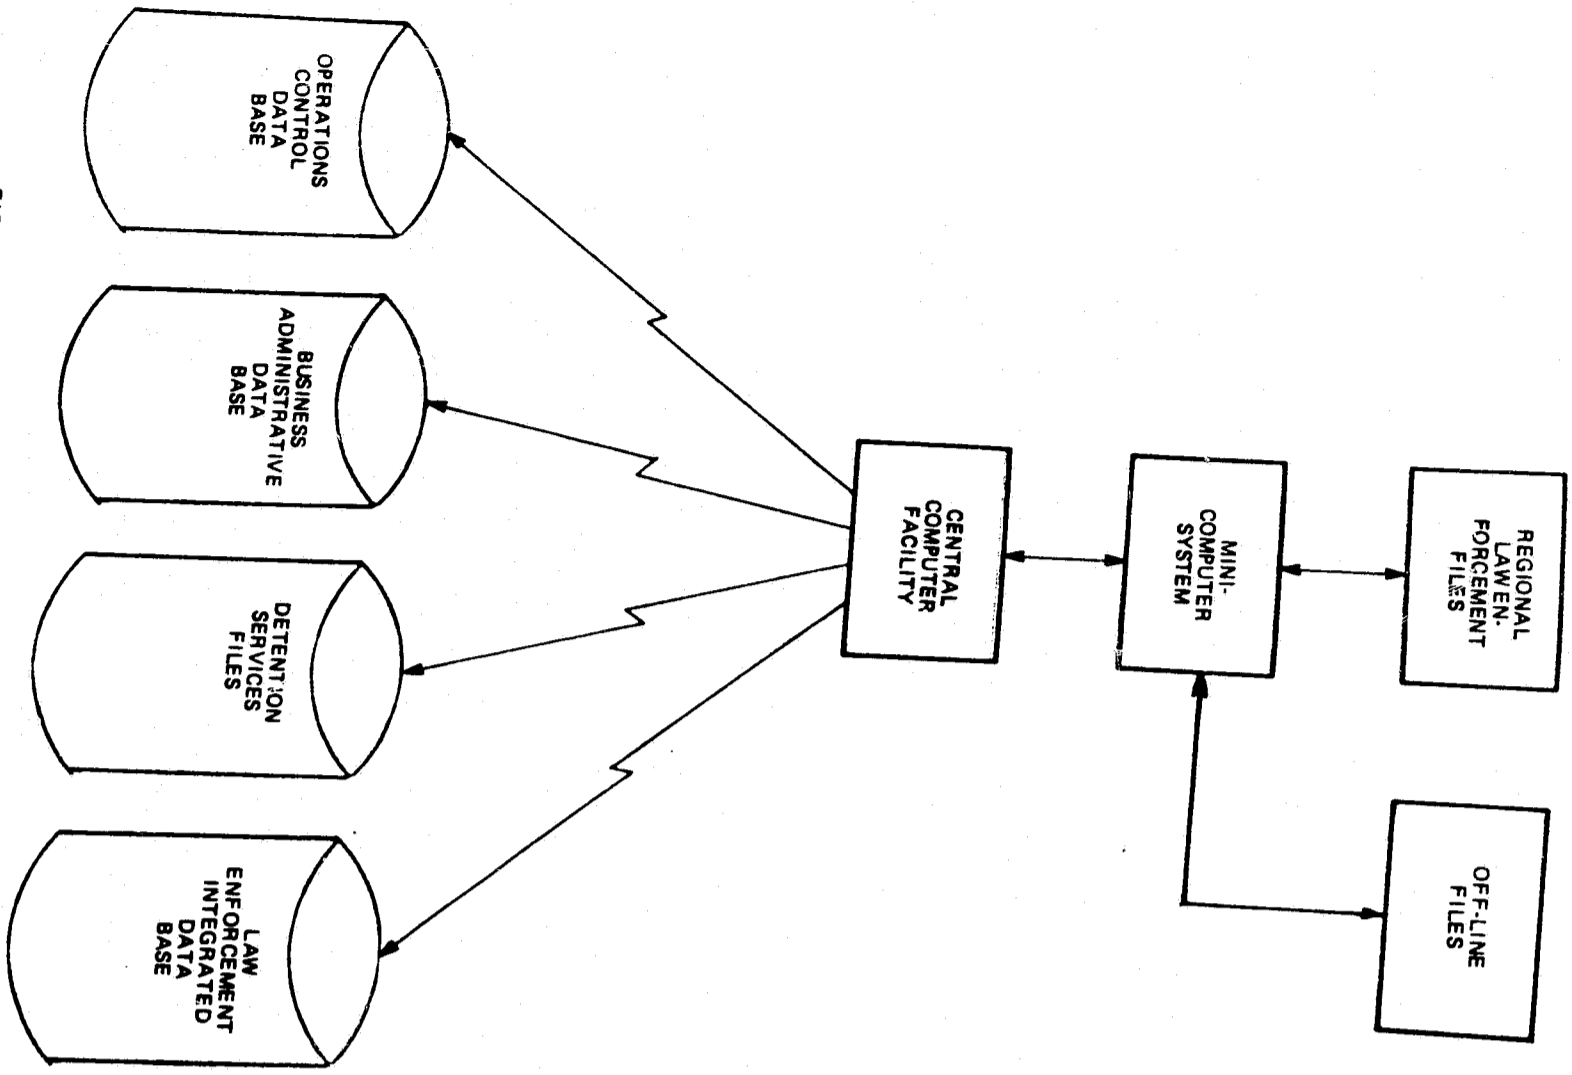 REGIONAL
LAW EN-
FORCEMENT
FILES
OFF-LINE
FILES
MINI-
COMPUTER
SYSTEM
CENTRAL
COMPUTER
FACILITY
OPERATIONS
CONTROL
DATA
BASE
BUSINESS
ADMINISTRATIVE
DATA
BASE
DETENTION
SERVICES
FILES
LAW
ENFORCEMENT
INTEGRATED
DATA
BASE